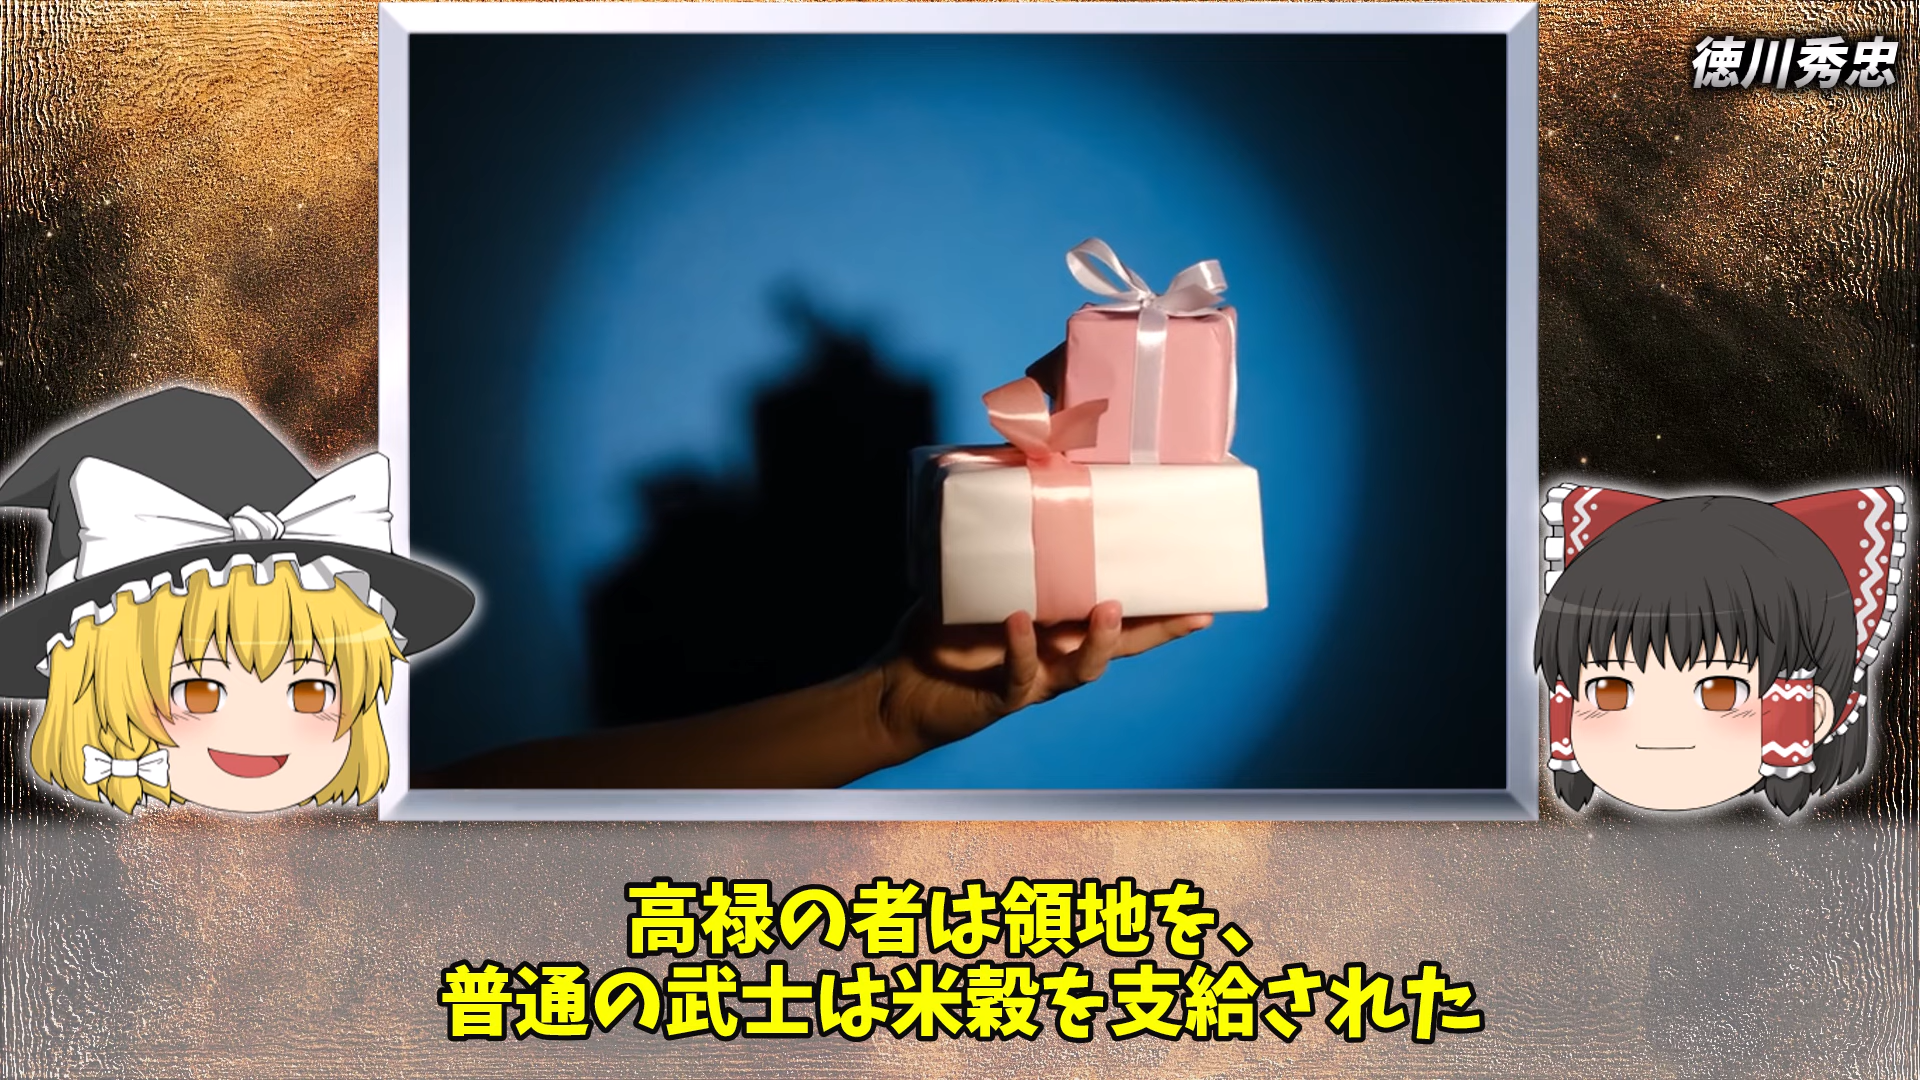 徳川秀忠
高禄の者は領地を、
普通の武士は米穀を支給された